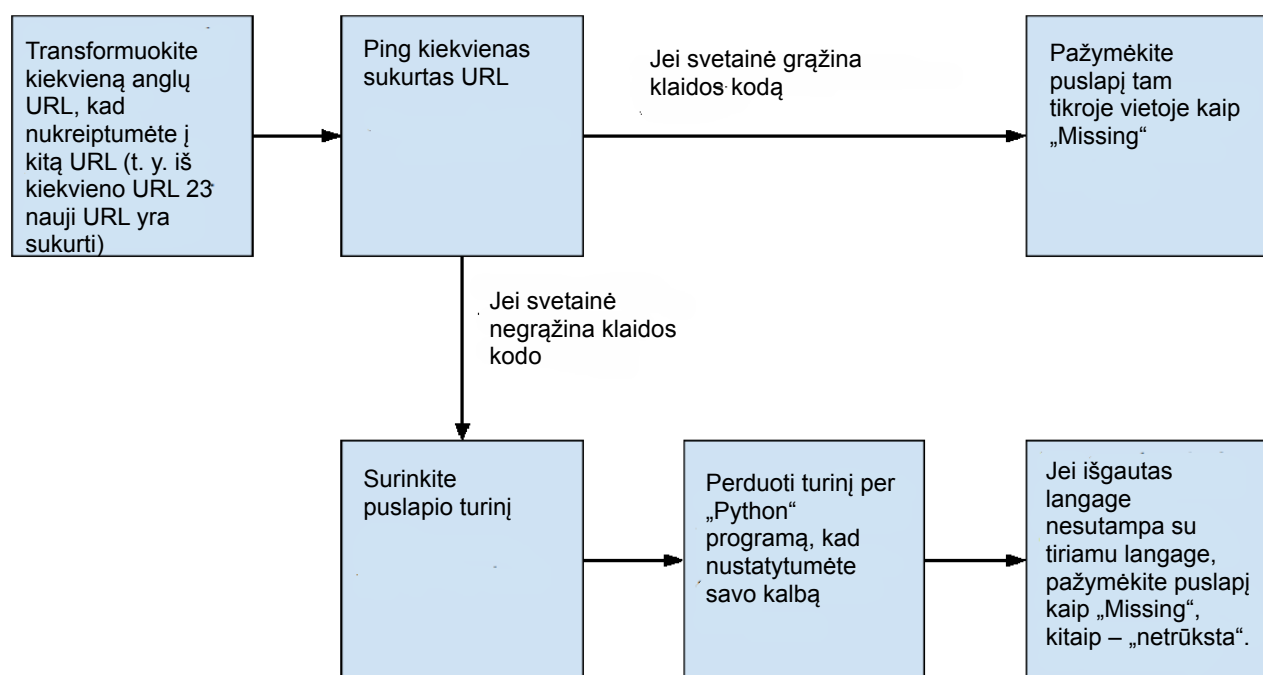 Transformuokite
kiekvieną anglų
URL, kad
nukreiptumėte į
kitą URL (t. y. iš
kiekvieno URL 23
nauji URL yra
sukurti)
Ping kiekvienas
sukurtas URL
Jei svetainė grąžina
klaidos kodą
Pažymėkite
puslapį tam
tikroje vietoje kaip
„Missing“
Jei svetainė
negrąžina klaidos
kodo
Surinkite
puslapio turinį
Perduoti turinį per
„Python“
programą, kad
nustatytumėte
savo kalbą
Jei išgautas
langage
nesutampa su
tiriamu langage,
pažymėkite puslapį
kaip „Missing“,
kitaip – „netrūksta“.